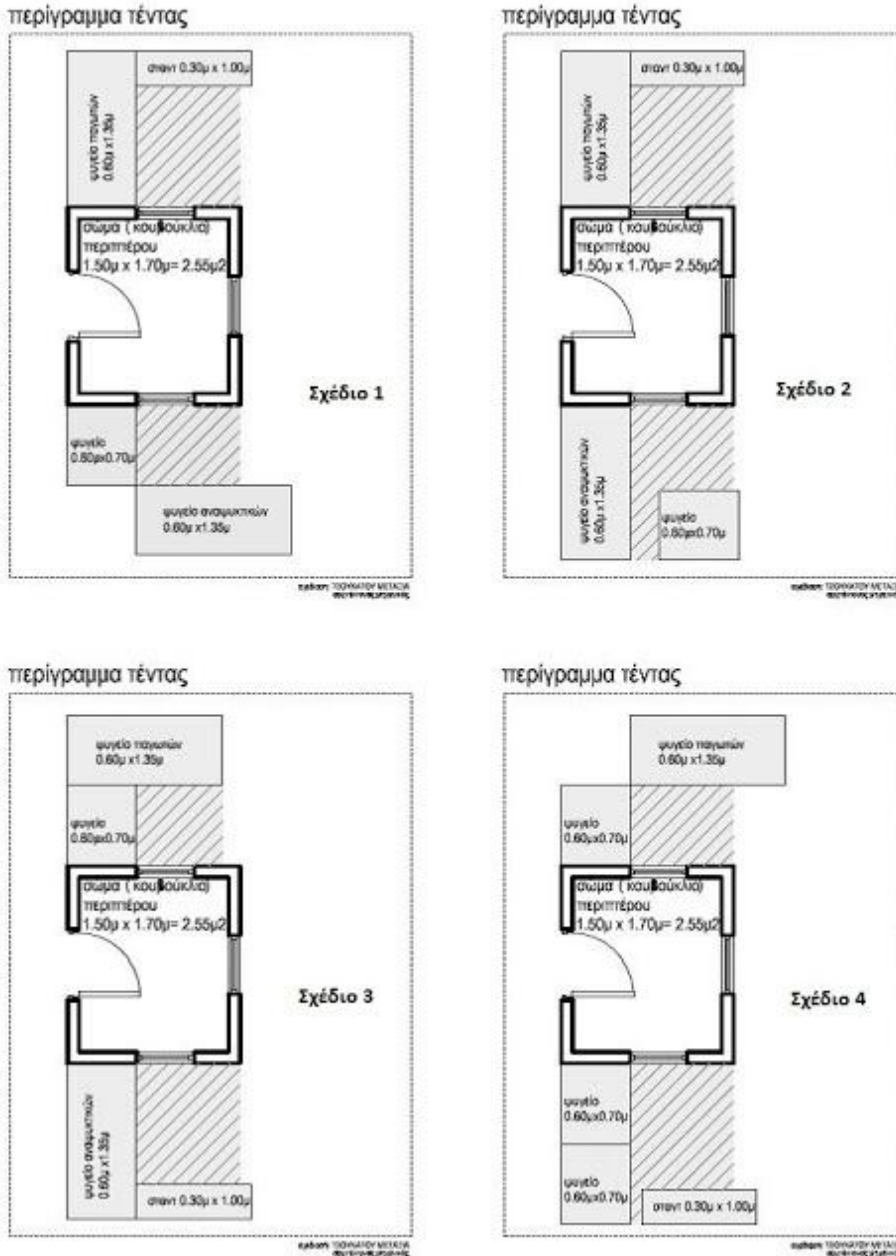 περίγραμμα τέντας
σταντ 0.30μ x 1.00μ
ψυγείο παγωτών
0.60μ x1.35μ
σώμα ( κουβούκλιο)
περιπτέρου
1.50μ x 1.70μ= 2.55μ2
Σχέδιο 1
ψυγείο
0.60μx0.70μ
ψυγείο αναψυκτικών
0.60μ x1.35μ
περίγραμμα τέντας
σταντ 0.30μ x 1.00μ
ψυγείο παγωτών
0.60μ x1.35μ
σώμα ( κουβούκλιο)
περιπτέρου
1.50μ x 1.70μ= 2.55μ2
Σχέδιο 2
ψυγείο αναψυκτικών
0.60μ x1.35μ
ψυγείο
0.60μx0.70μ
περίγραμμα τέντας
ψυγείο παγωτών
0.60μ x1.35μ
ψυγείο
0.60μx0.70μ
σώμα ( κουβούκλιο)
περιπτέρου
1.50μ x 1.70μ= 2.55μ2
Σχέδιο 3
ψυγείο αναψυκτικών
0.60μ x1.35μ
σταντ 0.30μ x 1.00μ
περίγραμμα τέντας
ψυγείο παγωτών
0.60μ x1.35μ
ψυγείο
0.60μx0.70μ
σώμα ( κουβούκλιο)
περιπτέρου
1.50μ x 1.70μ= 2.55μ2
Σχέδιο 4
ψυγείο
0.60μx0.70μ
ψυγείο
0.60μx0.70μ
σταντ 0.30μ x 1.00μ